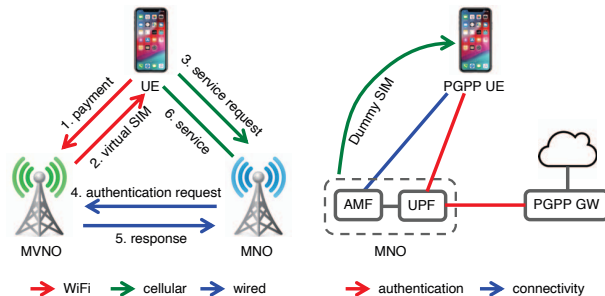 UE
1. payment
2. virtual SIM
3. service request
6. service
4. authentication request
5. response
MVNO
MNO
WiFi
cellular
wired
Dummy SIM
PGPP UE
AMF
UPF
PGPP GW
MNO
authentication
connectivity